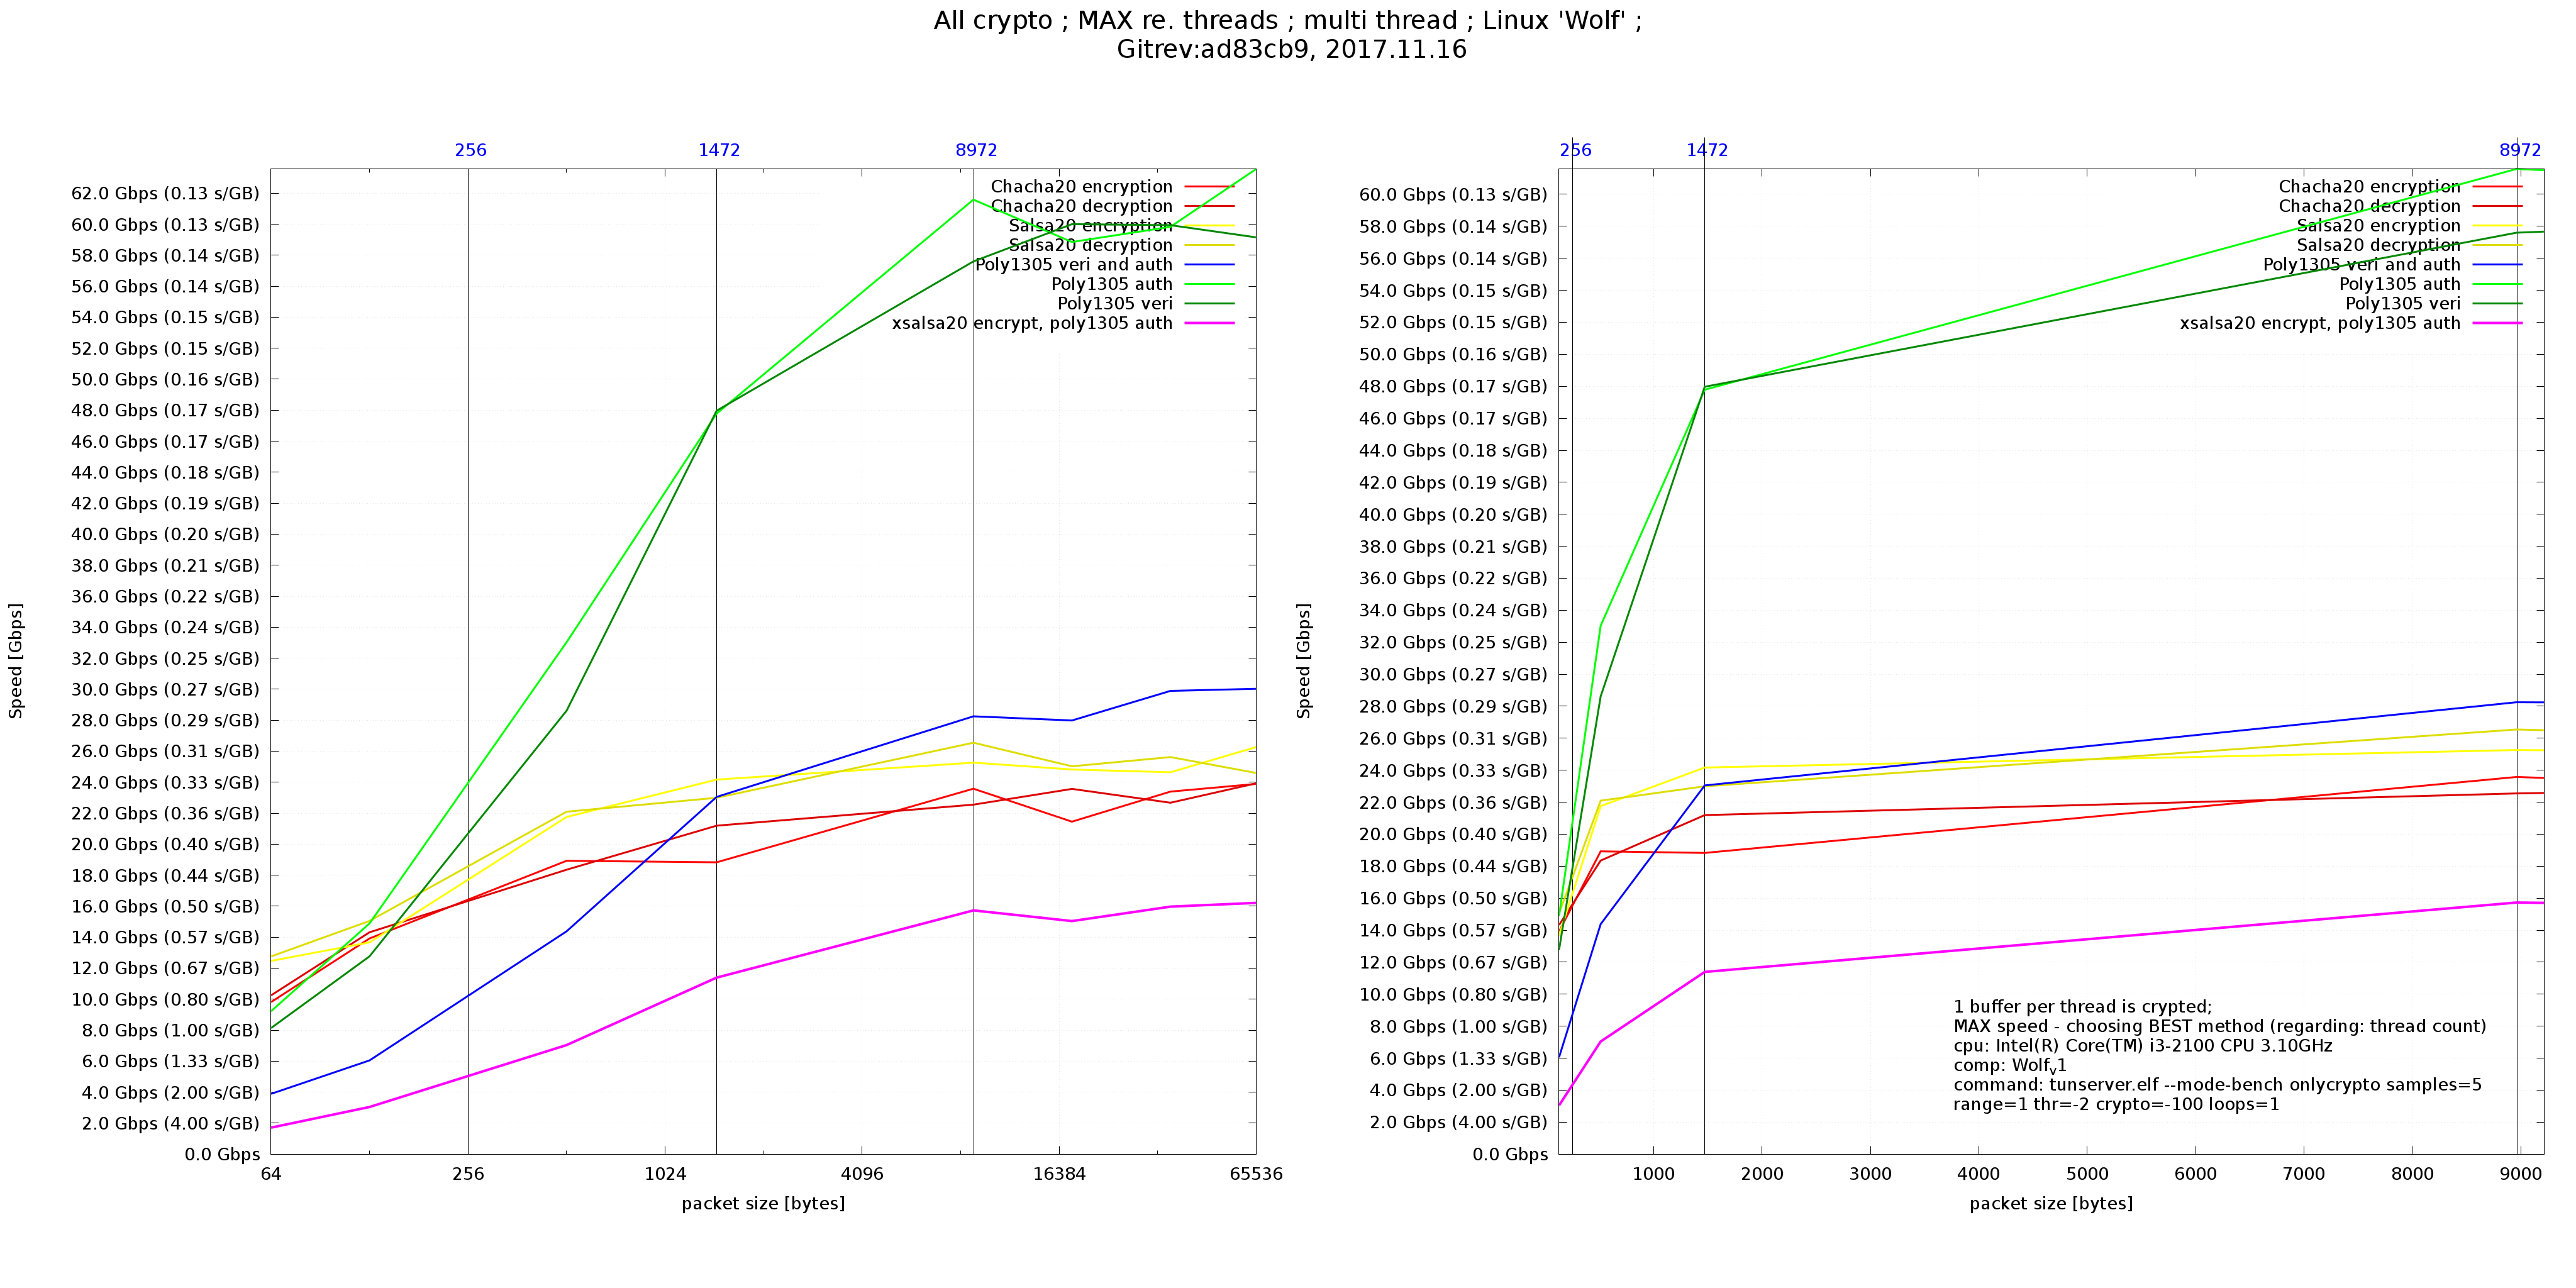 All crypto ; MAX re. threads ; multi thread ; Linux 'Wolf' ;
Gitrev:ad83cb9, 2017.11.16
256 1472 8972
Chacha20 encryption
Chacha20 decryption
Salsa20 encryption
Salsa20 decryption
Poly1305 veri and auth
Poly1305 auth
Poly1305 veri
xsalsa20 encrypt, poly1305 auth
62.0 Gbps (0.13 s/GB)
60.0 Gbps (0.13 s/GB)
58.0 Gbps (0.14 s/GB)
56.0 Gbps (0.14 s/GB)
54.0 Gbps (0.15 s/GB)
52.0 Gbps (0.15 s/GB)
50.0 Gbps (0.16 s/GB)
48.0 Gbps (0.17 s/GB)
46.0 Gbps (0.17 s/GB)
44.0 Gbps (0.18 s/GB)
42.0 Gbps (0.19 s/GB)
40.0 Gbps (0.20 s/GB)
38.0 Gbps (0.21 s/GB)
36.0 Gbps (0.22 s/GB)
34.0 Gbps (0.24 s/GB)
32.0 Gbps (0.25 s/GB)
30.0 Gbps (0.27 s/GB)
28.0 Gbps (0.29 s/GB)
26.0 Gbps (0.31 s/GB)
24.0 Gbps (0.33 s/GB)
22.0 Gbps (0.36 s/GB)
20.0 Gbps (0.40 s/GB)
18.0 Gbps (0.44 s/GB)
16.0 Gbps (0.50 s/GB)
14.0 Gbps (0.57 s/GB)
12.0 Gbps (0.67 s/GB)
10.0 Gbps (0.80 s/GB)
8.0 Gbps (1.00 s/GB)
6.0 Gbps (1.33 s/GB)
4.0 Gbps (2.00 s/GB)
2.0 Gbps (4.00 s/GB)
0.0 Gbps
Speed [Gbps]
64 256 1024 4096 16384 65536
packet size [bytes]
256 1472 8972
Chacha20 encryption
Chacha20 decryption
Salsa20 encryption
Salsa20 decryption
Poly1305 veri and auth
Poly1305 auth
Poly1305 veri
xsalsa20 encrypt, poly1305 auth
60.0 Gbps (0.13 s/GB)
58.0 Gbps (0.14 s/GB)
56.0 Gbps (0.14 s/GB)
54.0 Gbps (0.15 s/GB)
52.0 Gbps (0.15 s/GB)
50.0 Gbps (0.16 s/GB)
48.0 Gbps (0.17 s/GB)
46.0 Gbps (0.17 s/GB)
44.0 Gbps (0.18 s/GB)
42.0 Gbps (0.19 s/GB)
40.0 Gbps (0.20 s/GB)
38.0 Gbps (0.21 s/GB)
36.0 Gbps (0.22 s/GB)
34.0 Gbps (0.24 s/GB)
32.0 Gbps (0.25 s/GB)
30.0 Gbps (0.27 s/GB)
28.0 Gbps (0.29 s/GB)
26.0 Gbps (0.31 s/GB)
24.0 Gbps (0.33 s/GB)
22.0 Gbps (0.36 s/GB)
20.0 Gbps (0.40 s/GB)
18.0 Gbps (0.44 s/GB)
16.0 Gbps (0.50 s/GB)
14.0 Gbps (0.57 s/GB)
12.0 Gbps (0.67 s/GB)
10.0 Gbps (0.80 s/GB)
8.0 Gbps (1.00 s/GB)
6.0 Gbps (1.33 s/GB)
4.0 Gbps (2.00 s/GB)
2.0 Gbps (4.00 s/GB)
0.0 Gbps
Speed [Gbps]
1 buffer per thread is crypted;
MAX speed - choosing BEST method (regarding: thread count)
cpu: Intel(R) Core(TM) i3-2100 CPU 3.10GHz
comp: Wolfv1
command: tunserver.elf --mode-bench onlycrypto samples=5
range=1 thr=-2 crypto=-100 loops=1
1000 2000 3000 4000 5000 6000 7000 8000 9000
packet size [bytes]